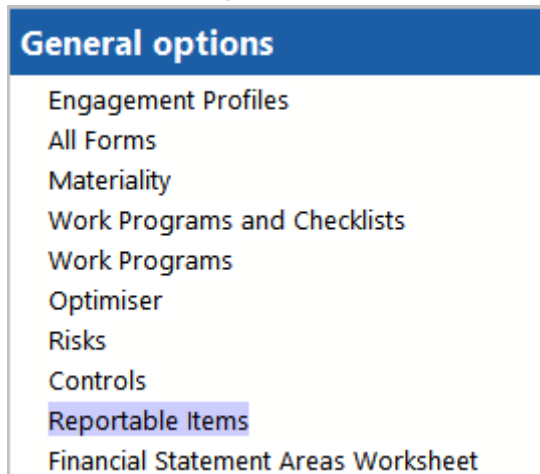 General options
Engagement Profiles
All Forms
Materiality
Work Programs and Checklists
Work Programs
Optimiser
Risks
Controls
Reportable Items
Financial Statement Areas Worksheet